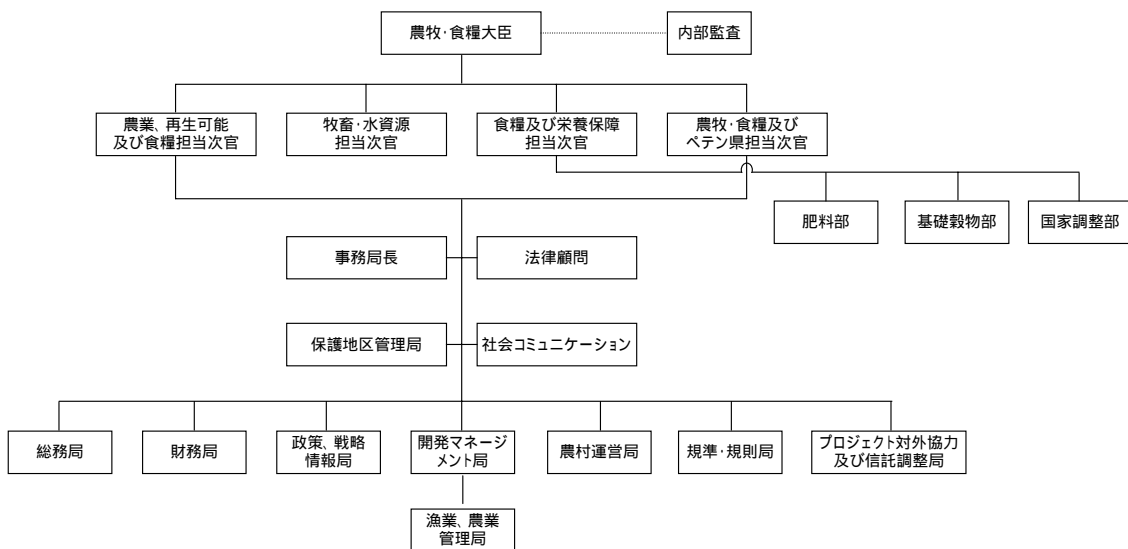 農牧・食糧大臣
内部監査
農業、再生可能
及び食糧担当次官
牧畜・水資源
担当次官
食糧及び栄養保障
担当次官
農牧・食糧及び
ペテン県担当次官
肥料部
基礎穀物部
国家調整部
事務局長
法律顧問
保護地区管理局
社会コミュニケーション
総務局
財務局
政策、戦略
情報局
開発マネージ
メント局
農村運営局
規準・規則局
プロジェクト対外協力
及び信託調整局
漁業、農業
管理局